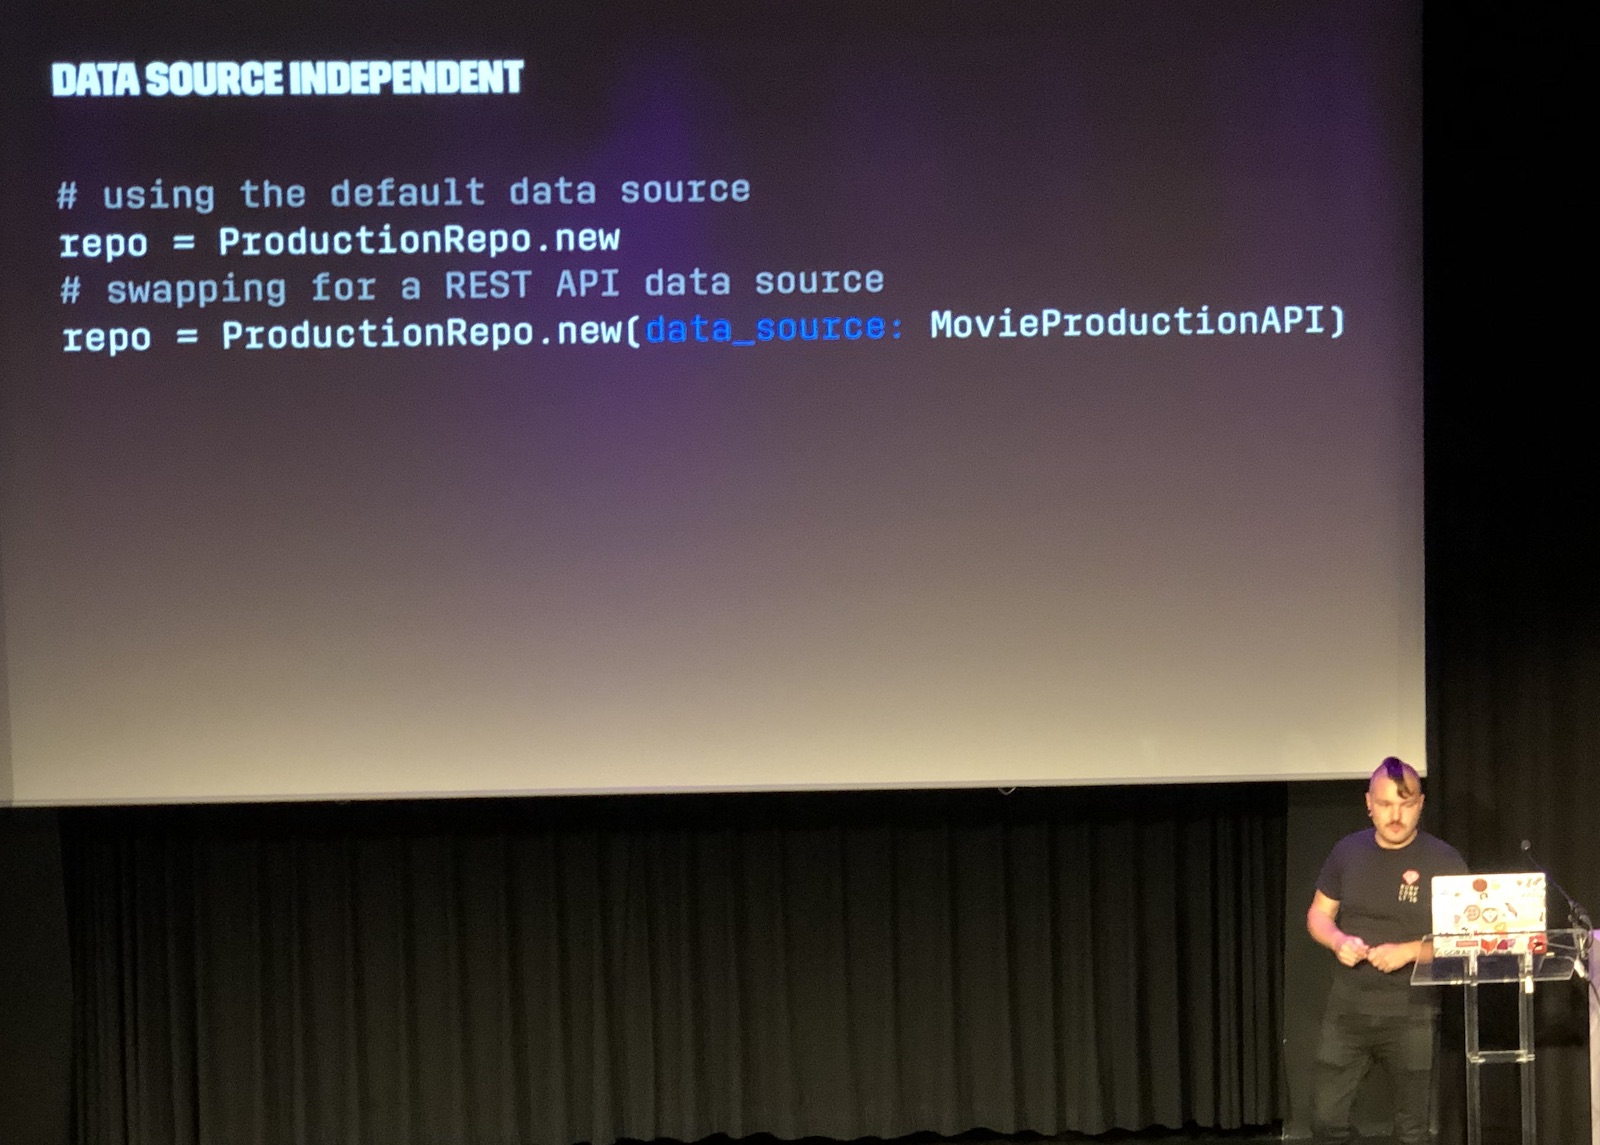 DATA SOURCE INDEPENDENT
# using the default data source
repo = ProductionRepo.new
# swapping for a REST API data source
repo = ProductionRepo.new(data_source: MovieProductionAPI)